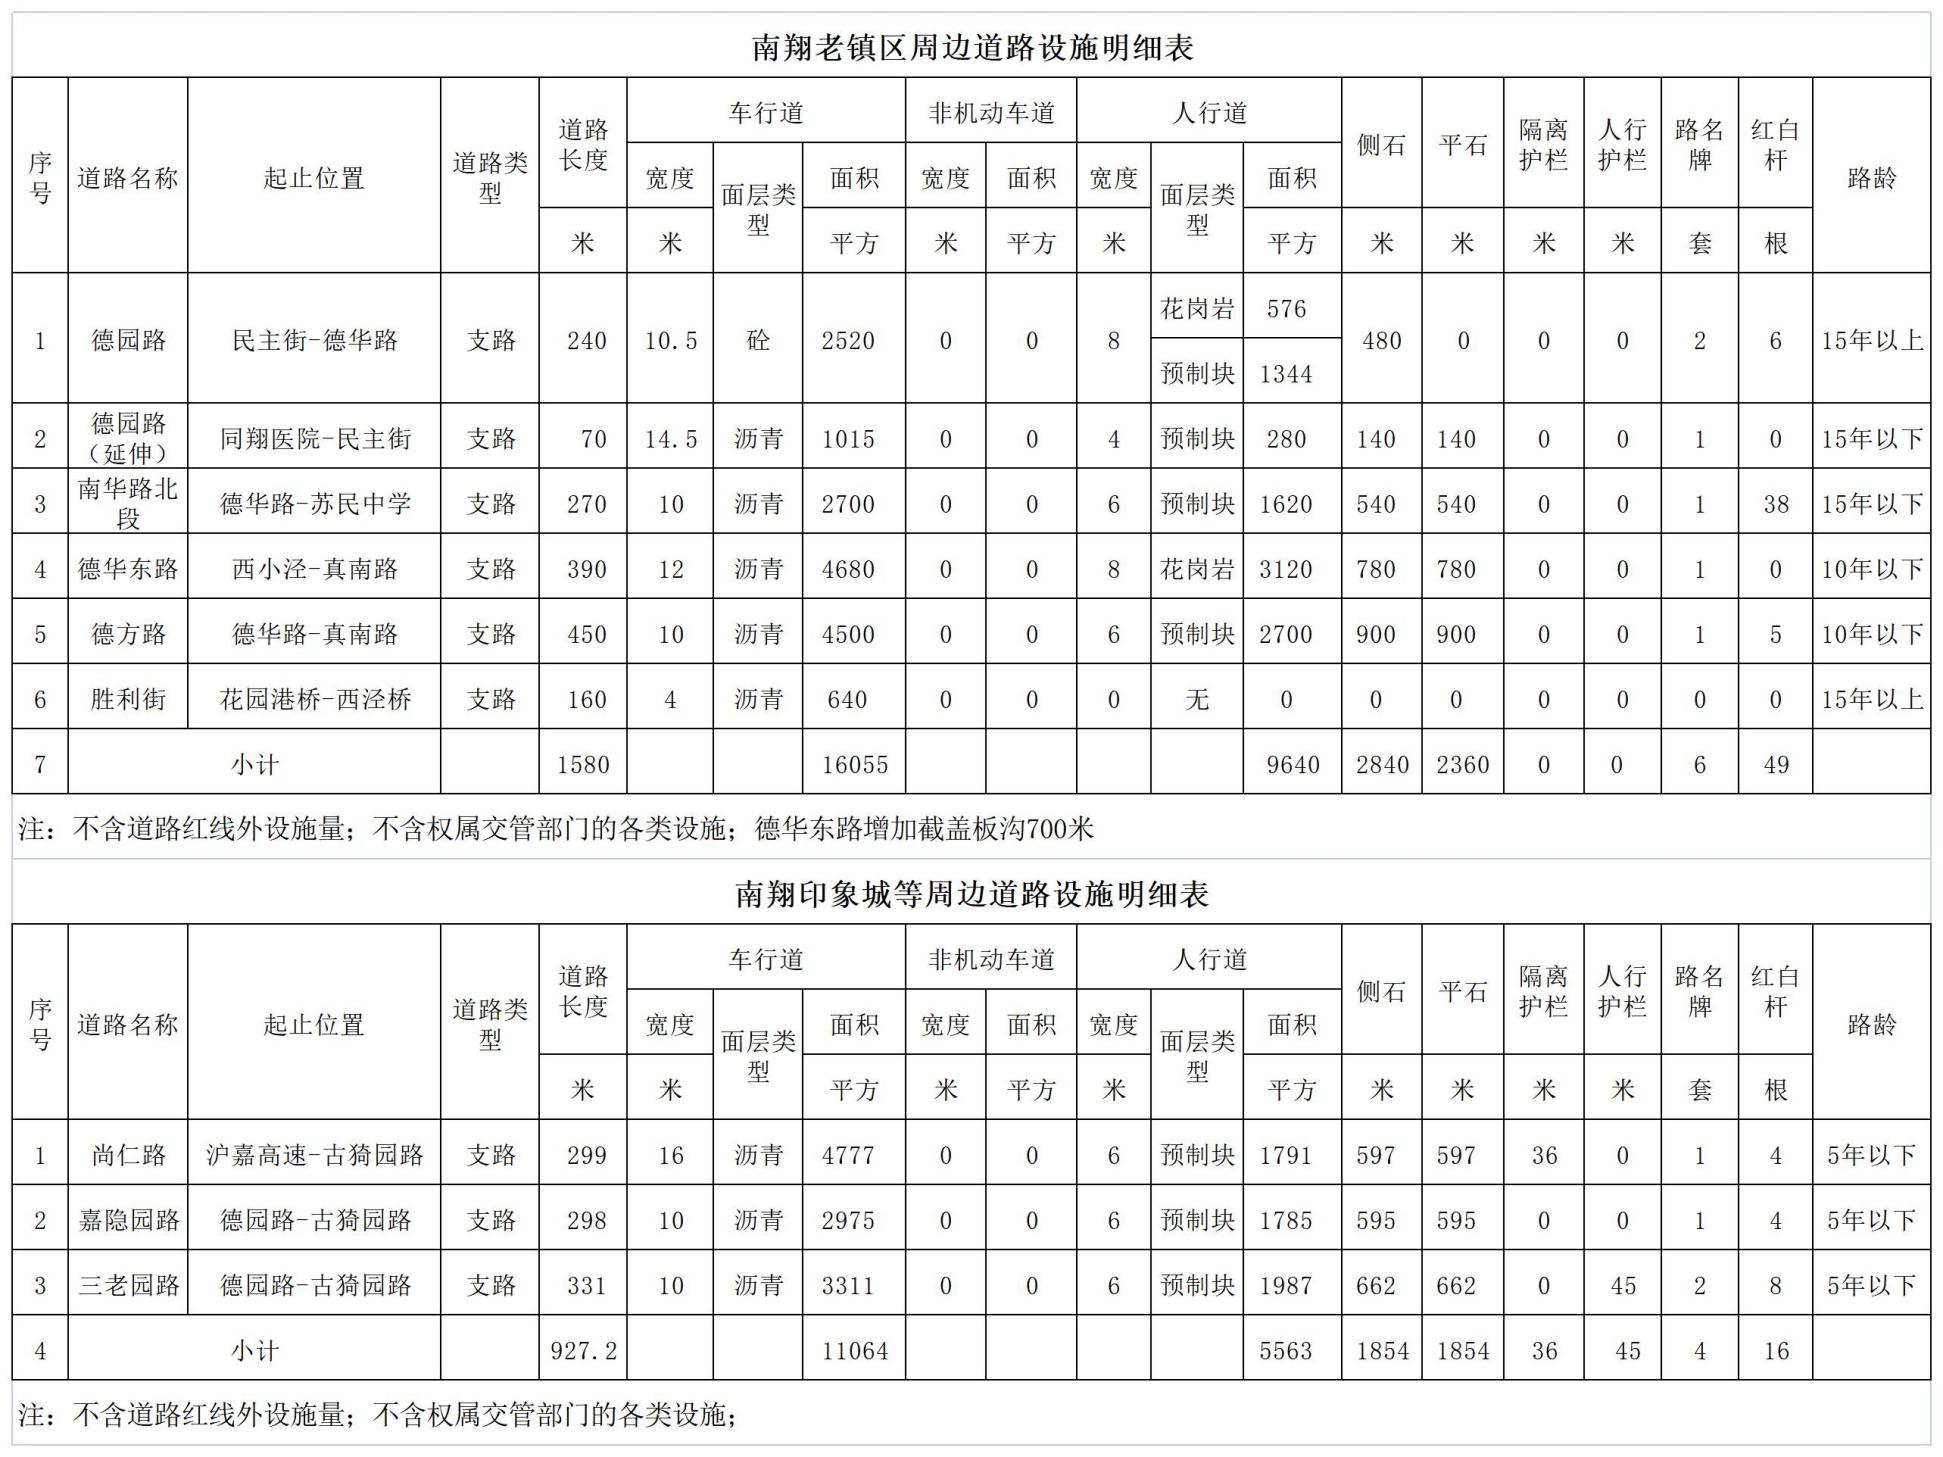 南翔老镇区周边道路设施明细表
序号 道路名称 起止位置 道路类型 道路长度 车行道 非机动车道 人行道 侧石 平石 隔离护栏 人行护栏 路名牌 红白杆 路龄
宽度 面层类型 面积 宽度 面积 宽度 面层类型 面积
米 米 平方 米 平方 米 平方 米 米 米 米 套 根
1 德园路 民主街-德华路 支路 240 10.5 砼 2520 0 0 8 花岗岩 576 480 0 0 0 2 6 15年以上
预制块 1344
2 德园路（延伸） 同翔医院-民主街 支路 70 14.5 沥青 1015 0 0 4 预制块 280 140 140 0 0 1 0 15年以下
3 南华路北段 德华路-苏民中学 支路 270 10 沥青 2700 0 0 6 预制块 1620 540 540 0 0 1 38 15年以下
4 德华东路 西小泾-真南路 支路 390 12 沥青 4680 0 0 8 花岗岩 3120 780 780 0 0 1 0 10年以下
5 德方路 德华路-真南路 支路 450 10 沥青 4500 0 0 6 预制块 2700 900 900 0 0 1 5 10年以下
6 胜利街 花园港桥-西泾桥 支路 160 4 沥青 640 0 0 0 无 0 0 0 0 0 0 0 15年以上
7 小计 1580 16055 9640 2840 2360 0 0 6 49
注：不含道路红线外设施量；不含权属交管部门的各类设施；德华东路增加截盖板沟700米
南翔印象城等周边道路设施明细表
序号 道路名称 起止位置 道路类型 道路长度 车行道 非机动车道 人行道 侧石 平石 隔离护栏 人行护栏 路名牌 红白杆 路龄
宽度 面层类型 面积 宽度 面积 宽度 面层类型 面积
米 米 平方 米 平方 米 平方 米 米 米 米 套 根
1 尚仁路 沪嘉高速-古猗园路 支路 299 16 沥青 4777 0 0 6 预制块 1791 597 597 36 0 1 4 5年以下
2 嘉隐园路 德园路-古猗园路 支路 298 10 沥青 2975 0 0 6 预制块 1785 595 595 0 0 1 4 5年以下
3 三老园路 德园路-古猗园路 支路 331 10 沥青 3311 0 0 6 预制块 1987 662 662 0 45 2 8 5年以下
4 小计 927.2 11064 5563 1854 1854 36 45 4 16
注：不含道路红线外设施量；不含权属交管部门的各类设施；